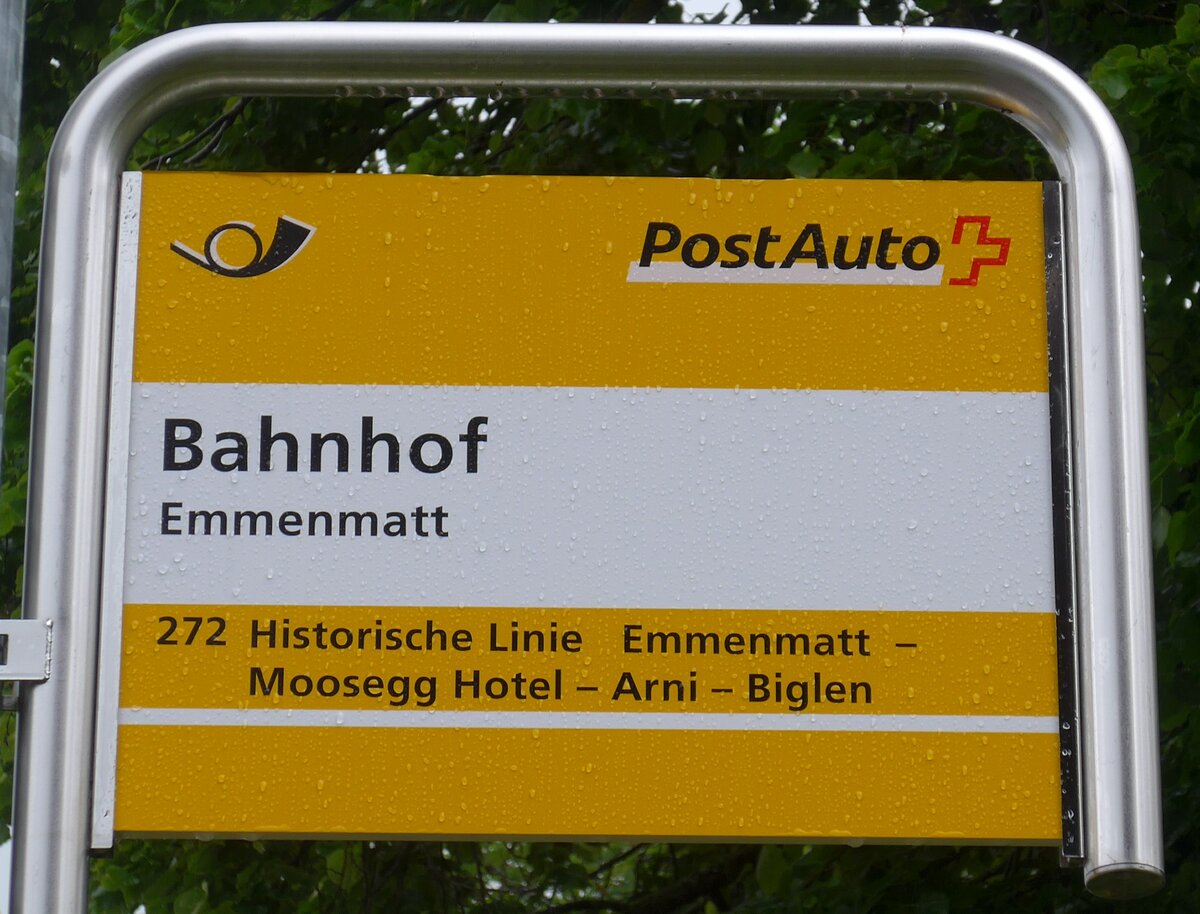 PostAuto
Bahnhof
Emmenmatt
272 Historische Linie Emmenmatt –
Moosegg Hotel – Arni – Biglen